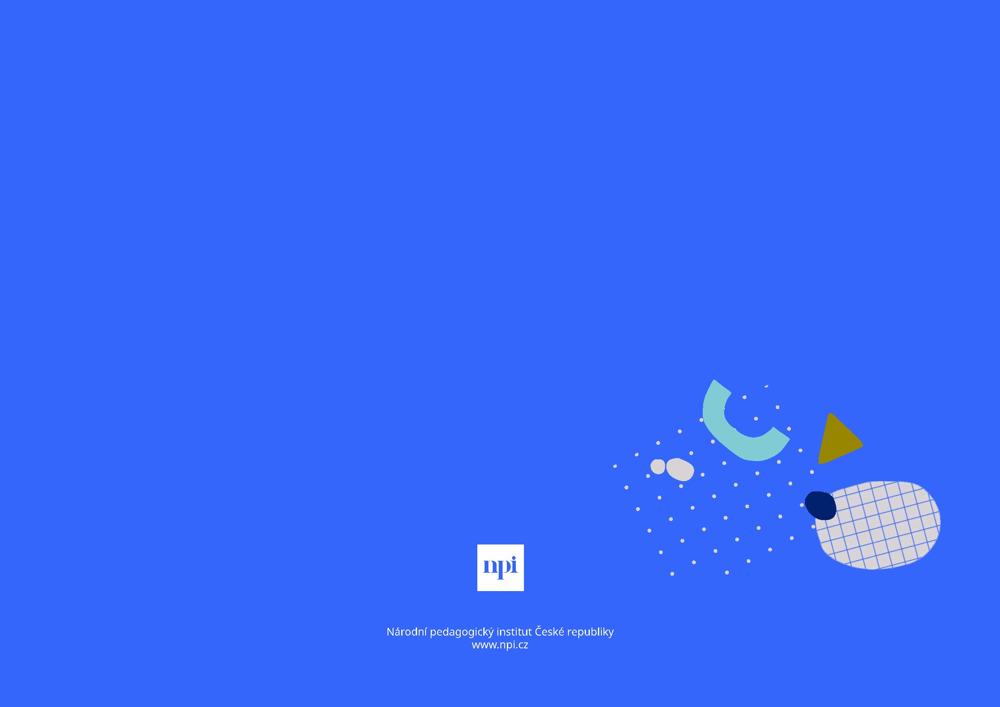 npi
Národní pedagogický institut České republiky
www.npi.cz